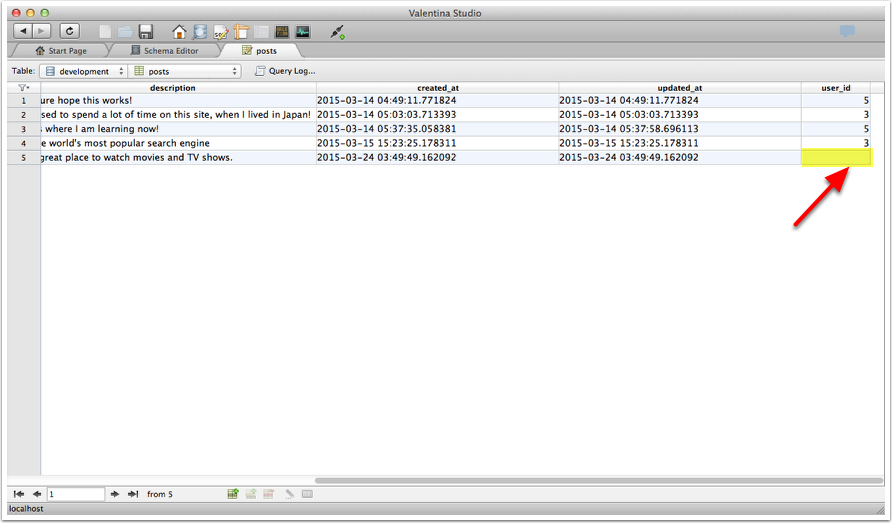 Valentina Studio
Start Page Schema Editor posts
Table: development posts Query Log...
description created_at updated_at user_id
1 ure hope this works! 2015-03-14 04:49:11.771824 2015-03-14 04:49:11.771824 5
2 sed to spend a lot of time on this site, when I lived in Japan! 2015-03-14 05:03:03.713393 2015-03-14 05:03:03.713393 3
3 where I am learning now! 2015-03-14 05:37:35.058381 2015-03-14 05:37:58.696113 5
4 e world's most popular search engine 2015-03-15 15:23:25.178311 2015-03-15 15:23:25.178311 3
5 great place to watch movies and TV shows. 2015-03-24 03:49:49.162092 2015-03-24 03:49:49.162092
1 from 5
localhost